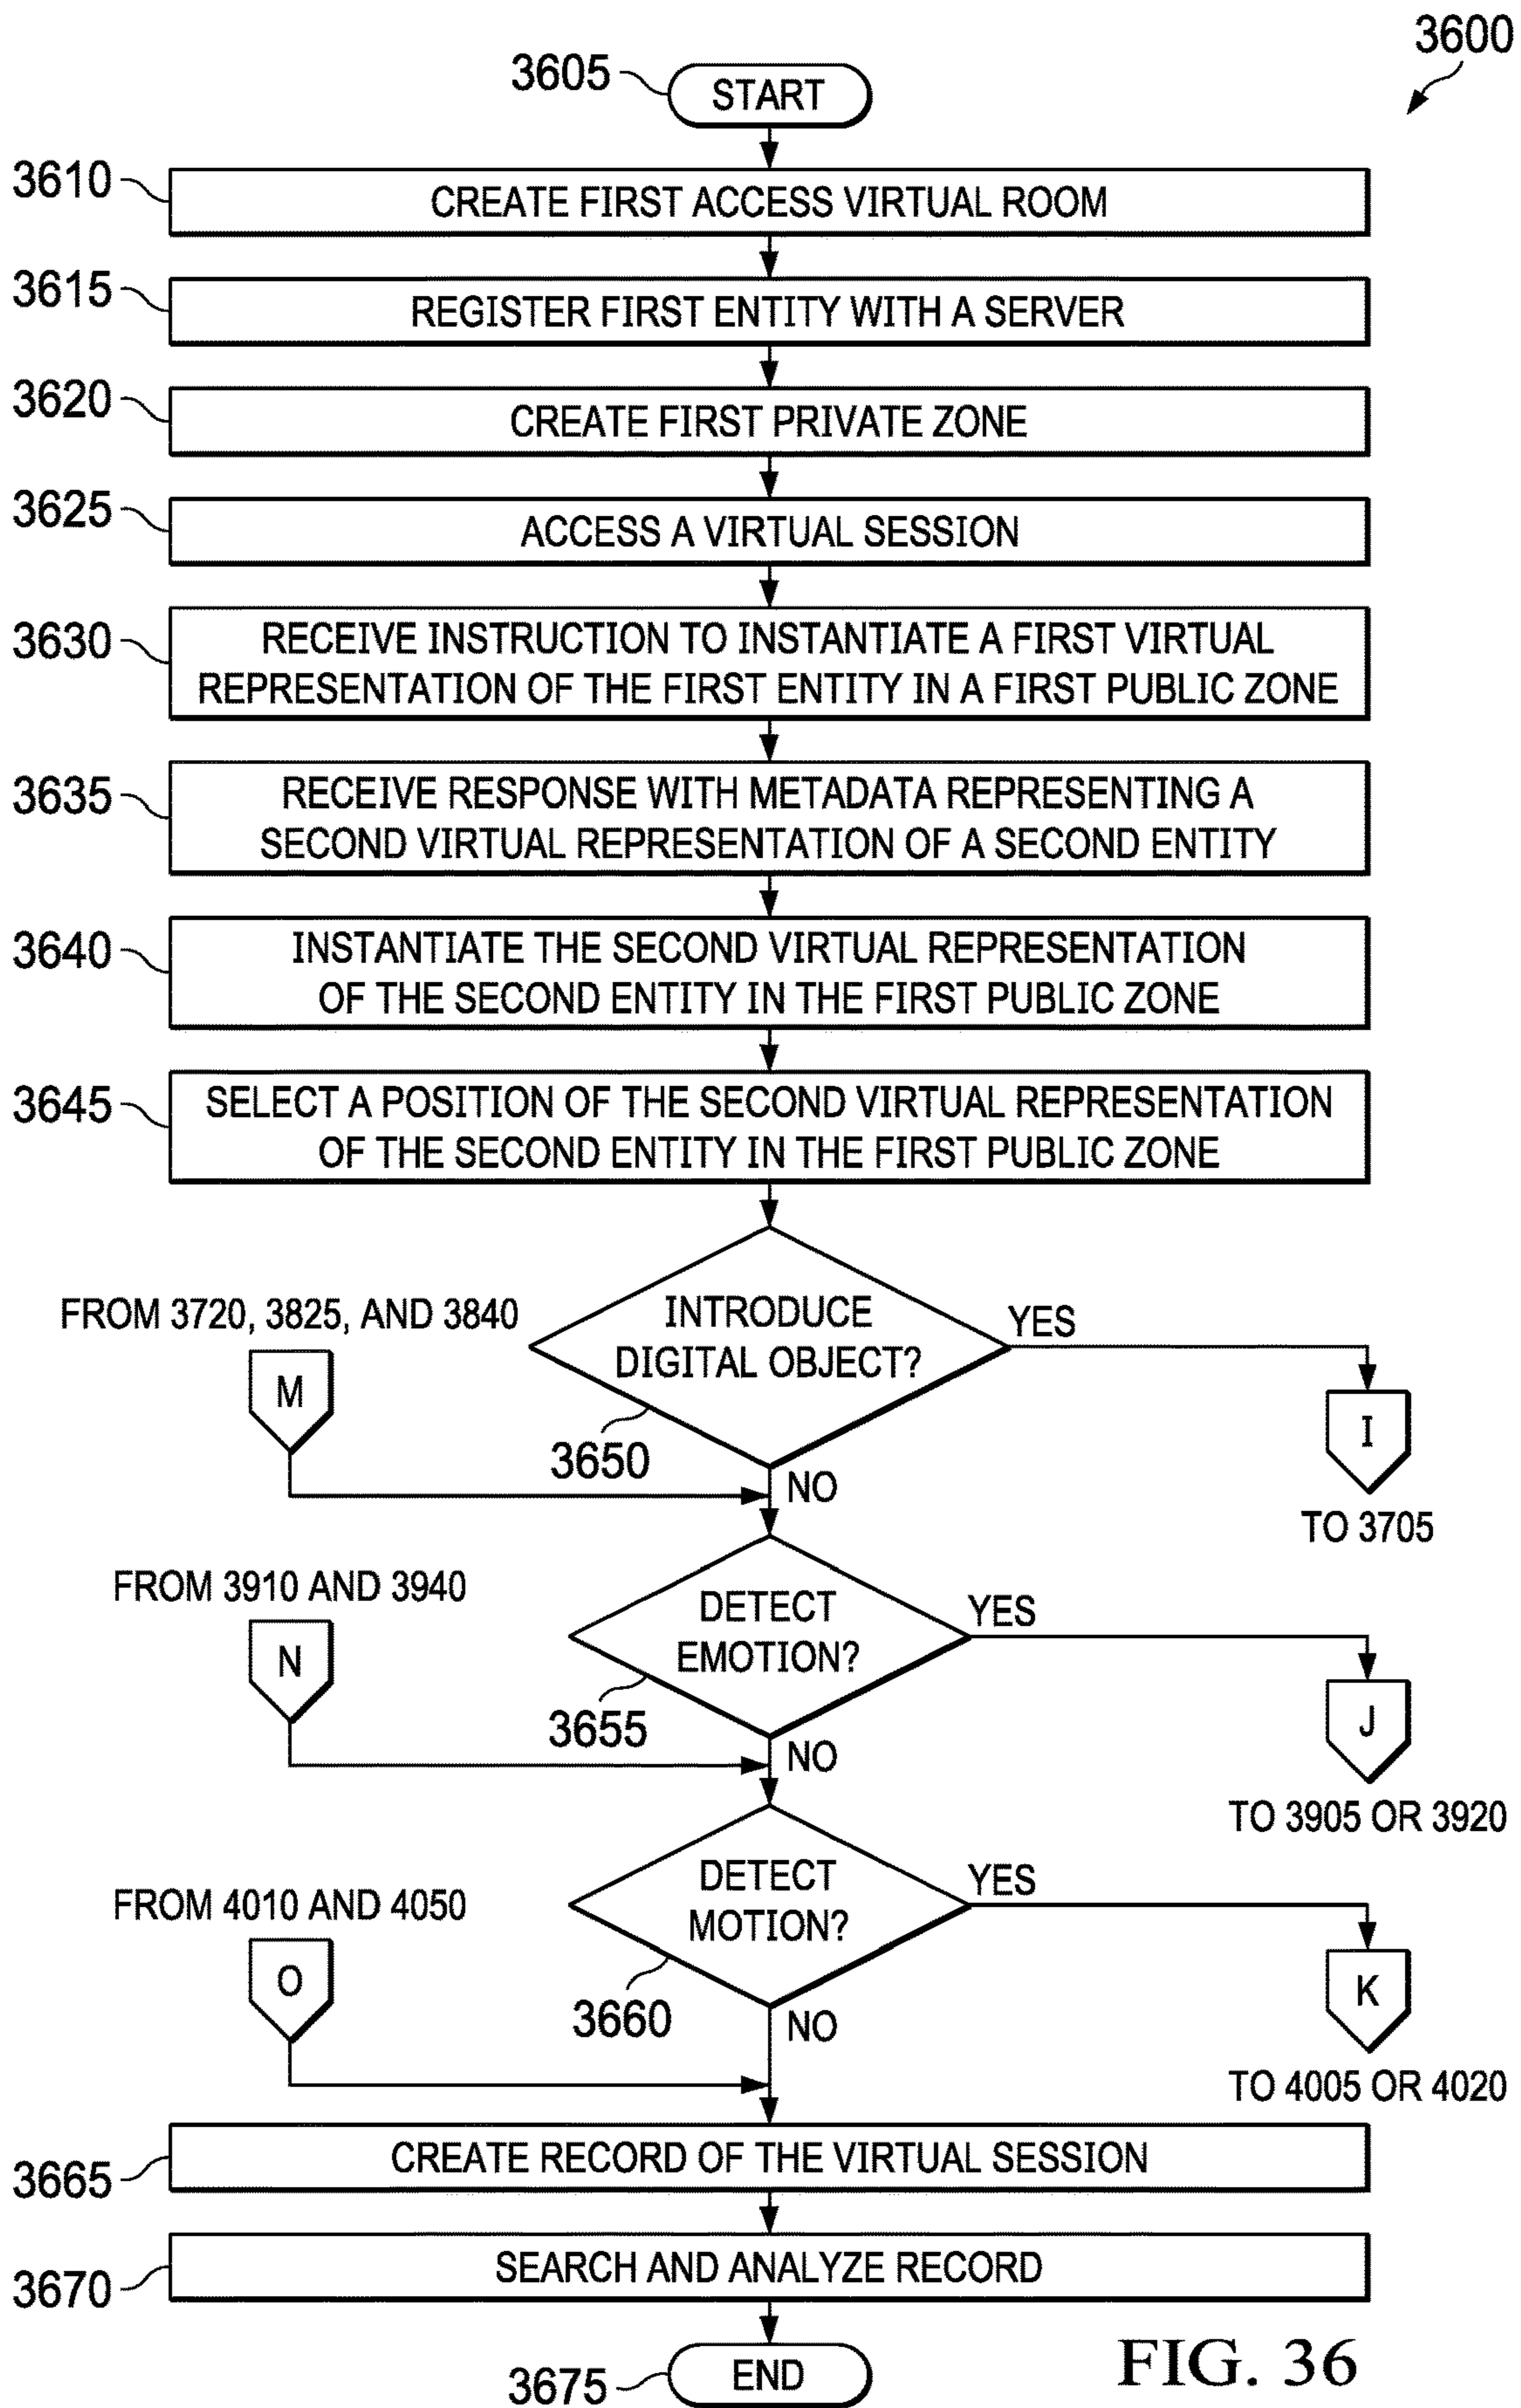 3600
3605
START
3610
CREATE FIRST ACCESS VIRTUAL ROOM
3615
REGISTER FIRST ENTITY WITH A SERVER
3620
CREATE FIRST PRIVATE ZONE
3625
ACCESS A VIRTUAL SESSION
3630
RECEIVE INSTRUCTION TO INSTANTIATE A FIRST VIRTUAL
REPRESENTATION OF THE FIRST ENTITY IN A FIRST PUBLIC ZONE
3635
RECEIVE RESPONSE WITH METADATA REPRESENTING A
SECOND VIRTUAL REPRESENTATION OF A SECOND ENTITY
3640
INSTANTIATE THE SECOND VIRTUAL REPRESENTATION
OF THE SECOND ENTITY IN THE FIRST PUBLIC ZONE
3645
SELECT A POSITION OF THE SECOND VIRTUAL REPRESENTATION
OF THE SECOND ENTITY IN THE FIRST PUBLIC ZONE
FROM 3720, 3825, AND 3840
M
INTRODUCE
DIGITAL OBJECT?
3650
YES
I
TO 3705
NO
FROM 3910 AND 3940
N
DETECT
EMOTION?
3655
YES
J
TO 3905 OR 3920
NO
FROM 4010 AND 4050
O
DETECT
MOTION?
3660
YES
K
TO 4005 OR 4020
NO
3665
CREATE RECORD OF THE VIRTUAL SESSION
3670
SEARCH AND ANALYZE RECORD
3675
END
FIG. 36